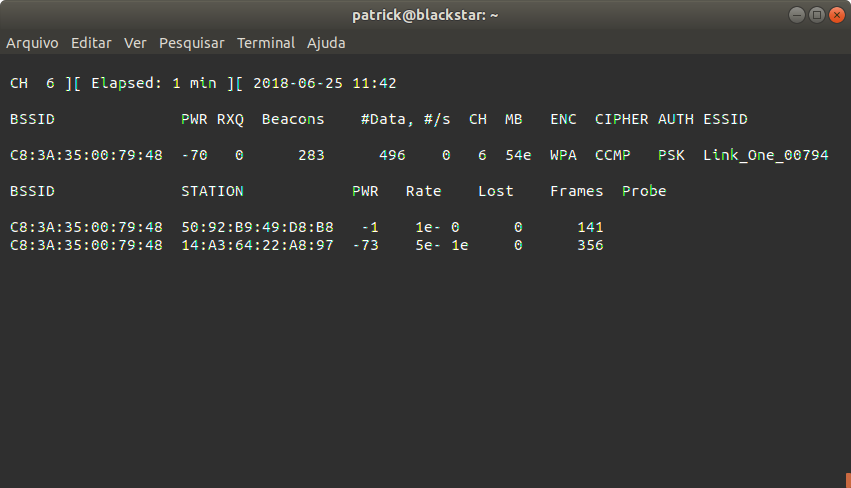 patrick@blackstar: ~
Arquivo Editar Ver Pesquisar Terminal Ajuda
CH 6 ][ Elapsed: 1 min ][ 2018-06-25 11:42
BSSID PWR RXQ Beacons #Data, #/s CH MB ENC CIPHER AUTH ESSID
C8:3A:35:00:79:48 -70 0 283 496 0 6 54e WPA CCMP PSK Link_One_00794
BSSID STATION PWR Rate Lost Frames Probe
C8:3A:35:00:79:48 50:92:B9:49:D8:B8 -1 1e- 0 0 141
C8:3A:35:00:79:48 14:A3:64:22:A8:97 -73 5e- 1e 0 356